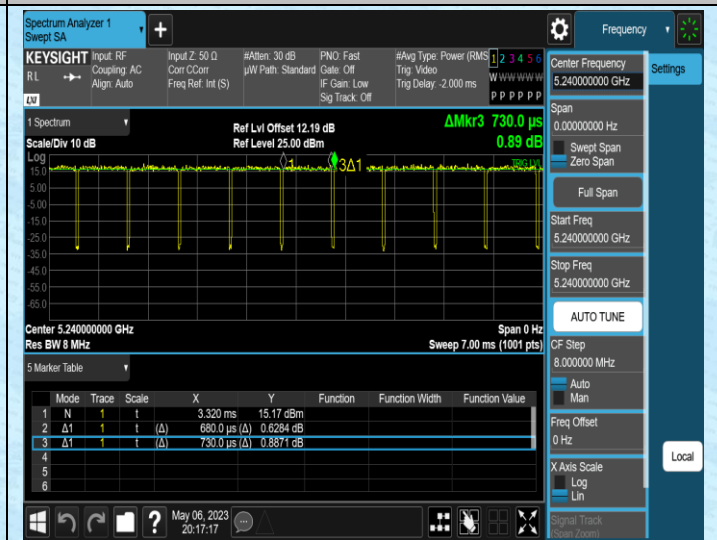 Spectrum Analyzer 1
Swept SA
+
Frequency
KEYSIGHT
Input: RF
Input Z: 50 Ω
#Atten: 30 dB
PNO: Fast
#Avg Type: Power (RMS
1 2 3 4 5 6
RL
Coupling: AC
Corr CCorr
µW Path: Standard
Gate: Off
Trig: Video
W W W W W W
Align: Auto
Freq Ref: Int (S)
IF Gain: Low
Trig Delay: -2.000 ms
P P P P P P
LXI
Sig Track: Off
1 Spectrum
Scale/Div 10 dB
Ref Lvl Offset 12.19 dB
Ref Level 25.00 dBm
ΔMkr3 730.0 µs
0.89 dB
Log
TRIG LVL
1
3Δ1
15.0
5.00
-5.00
-15.0
-25.0
-35.0
-45.0
-55.0
-65.0
Center 5.240000000 GHz
Span 0 Hz
Res BW 8 MHz
Sweep 7.00 ms (1001 pts)
5 Marker Table
Mode Trace Scale X Y Function Function Width Function Value
1 N 1 t 3.320 ms 15.17 dBm
2 Δ1 1 t (Δ) 680.0 µs (Δ) 0.6284 dB
3 Δ1 1 t (Δ) 730.0 µs (Δ) 0.8871 dB
4
5
6
?
May 06, 2023
20:17:17
Center Frequency
5.240000000 GHz
Settings
Span
0.00000000 Hz
Swept Span
Zero Span
Full Span
Start Freq
5.240000000 GHz
Stop Freq
5.240000000 GHz
AUTO TUNE
CF Step
8.000000 MHz
Auto
Man
Freq Offset
0 Hz
Local
X Axis Scale
Log
Lin
Signal Track
(Span Zoom)